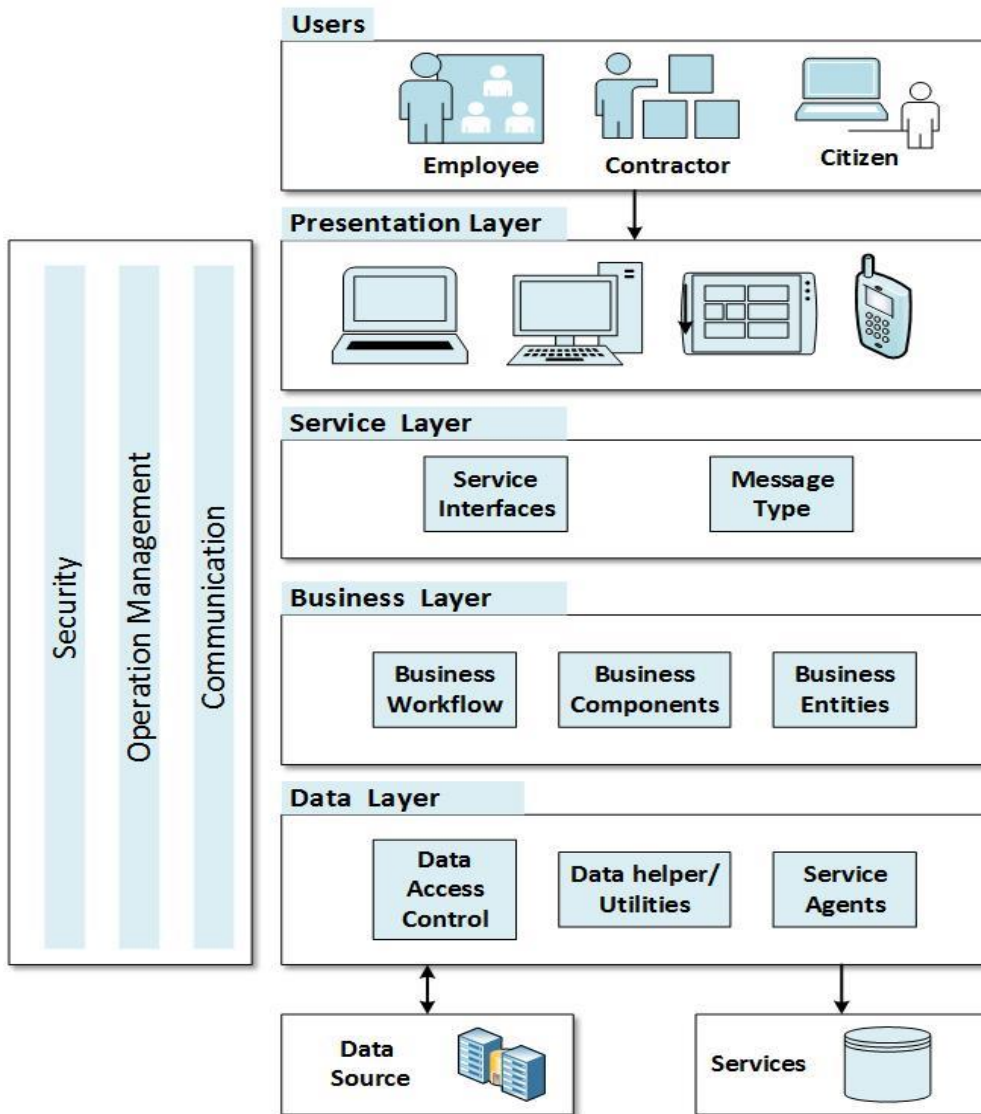 Users
Employee
Contractor
Citizen
Presentation Layer
Security
Operation Management
Communication
Service Layer
Service
Interfaces
Message
Type
Business Layer
Business
Workflow
Business
Components
Business
Entities
Data Layer
Data
Access
Control
Data helper/
Utilities
Service
Agents
Data
Source
Services